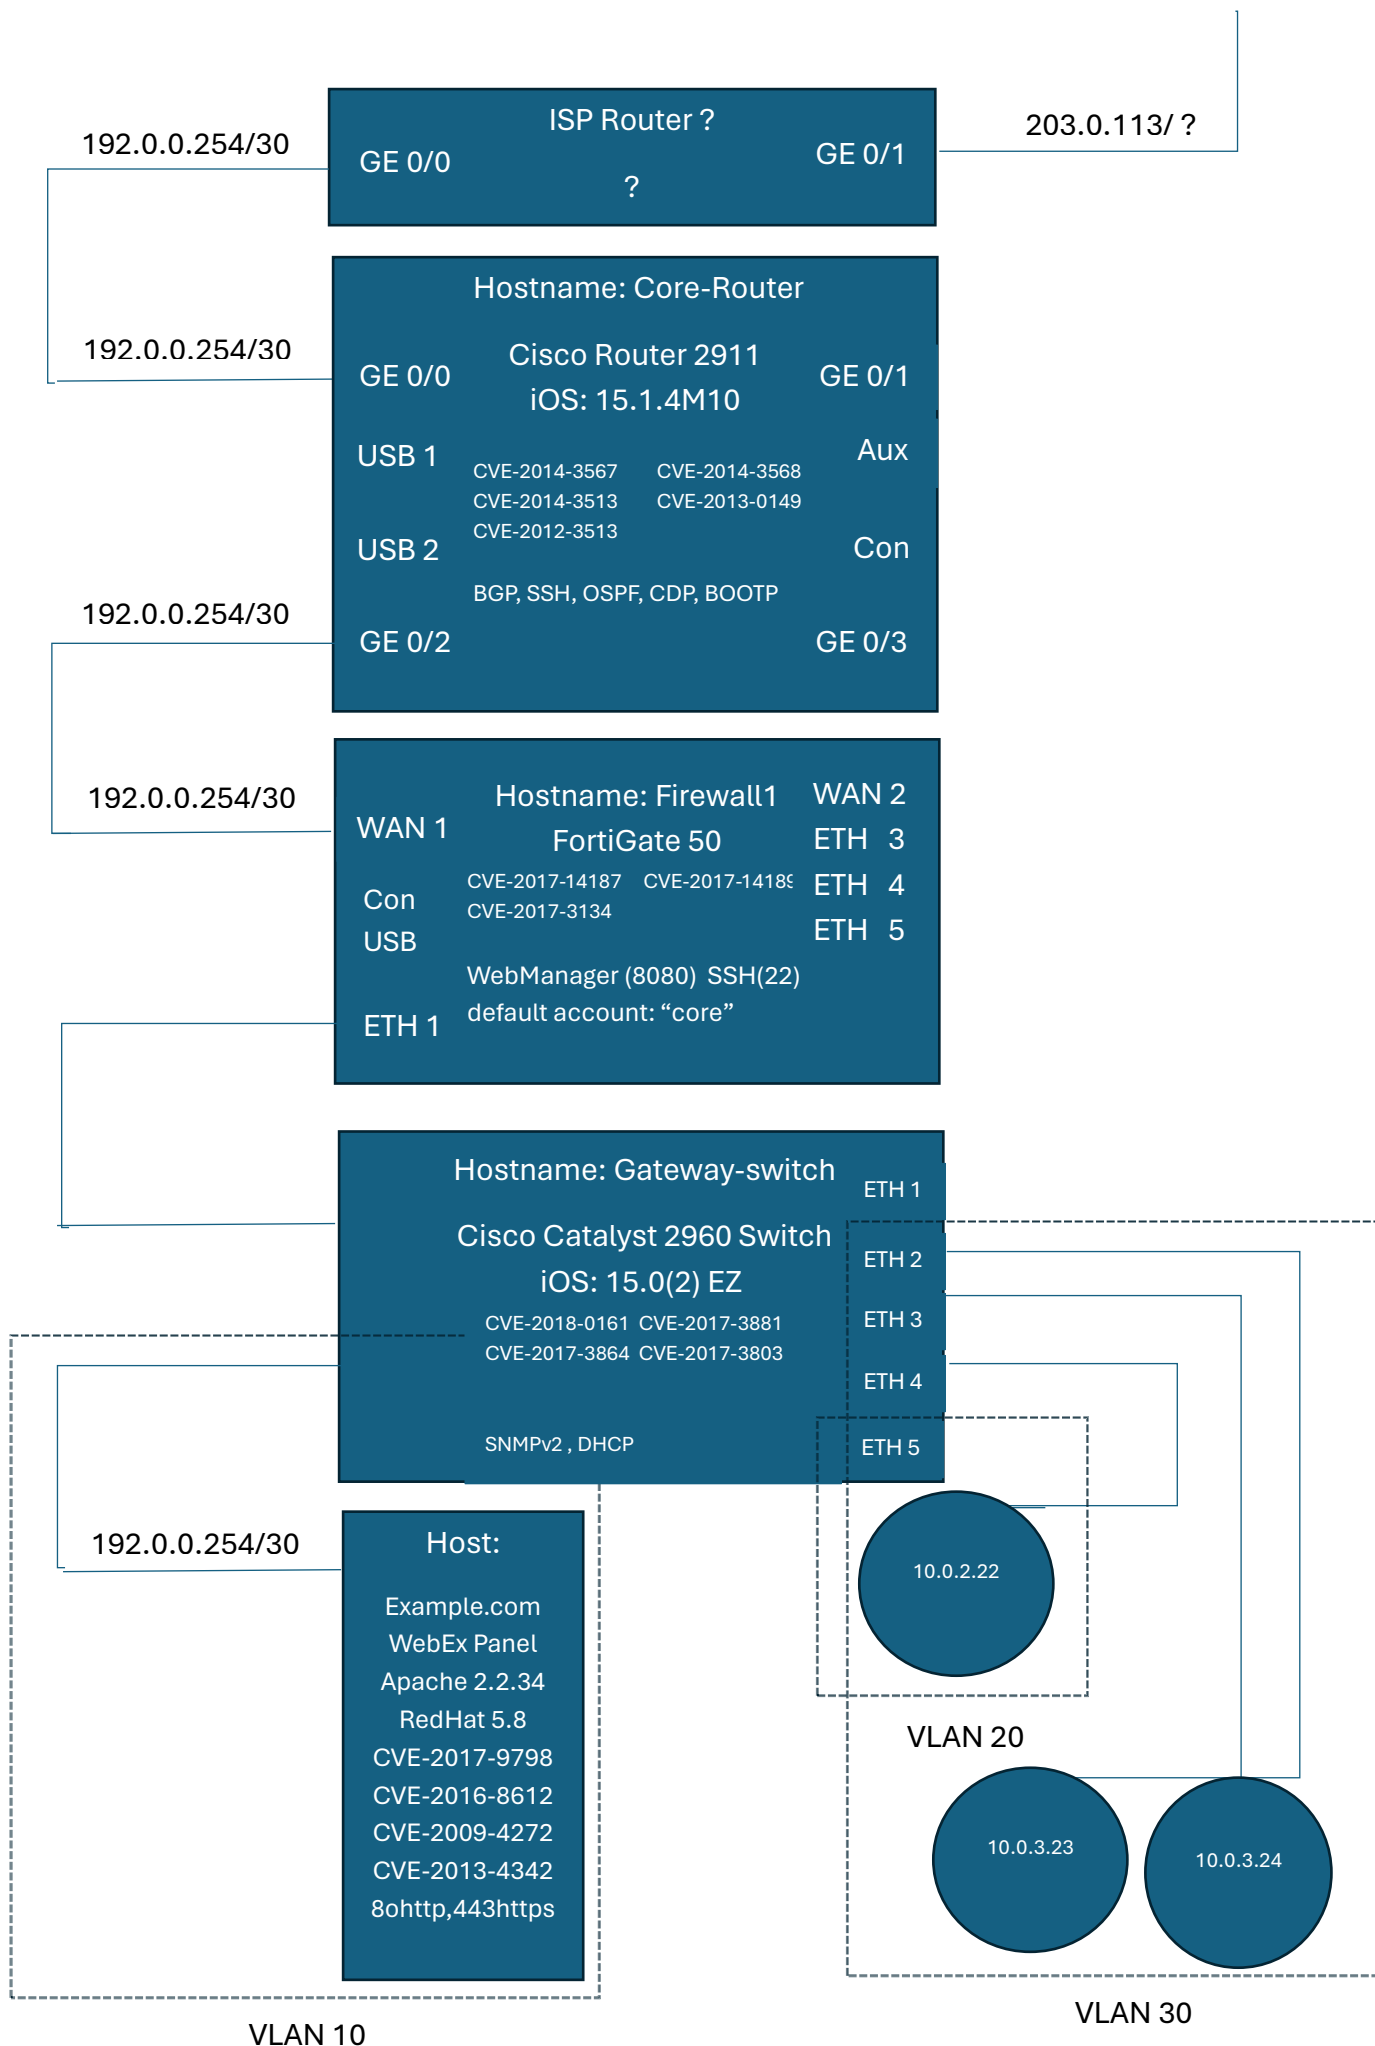 203.0.113/ ?
192.0.0.254/30
ISP Router ?
GE 0/0
GE 0/1
?
Hostname: Core-Router
192.0.0.254/30
Cisco Router 2911
GE 0/0
GE 0/1
iOS: 15.1.4M10
USB 1
Aux
CVE-2014-3567 CVE-2014-3568
CVE-2014-3513 CVE-2013-0149
CVE-2012-3513
USB 2
Con
BGP, SSH, OSPF, CDP, BOOTP
192.0.0.254/30
GE 0/2
GE 0/3
192.0.0.254/30
Hostname: Firewall1
WAN 2
WAN 1
FortiGate 50
ETH 3
CVE-2017-14187 CVE-2017-14189
ETH 4
Con
CVE-2017-3134
ETH 5
USB
WebManager (8080) SSH(22)
default account: “core”
ETH 1
Hostname: Gateway-switch
ETH 1
Cisco Catalyst 2960 Switch
ETH 2
iOS: 15.0(2) EZ
CVE-2018-0161 CVE-2017-3881
ETH 3
CVE-2017-3864 CVE-2017-3803
ETH 4
SNMPv2 , DHCP
ETH 5
192.0.0.254/30
Host:
Example.com
WebEx Panel
Apache 2.2.34
RedHat 5.8
CVE-2017-9798
CVE-2016-8612
CVE-2009-4272
CVE-2013-4342
8ohttp,443https
10.0.2.22
VLAN 20
10.0.3.23
10.0.3.24
VLAN 30
VLAN 10